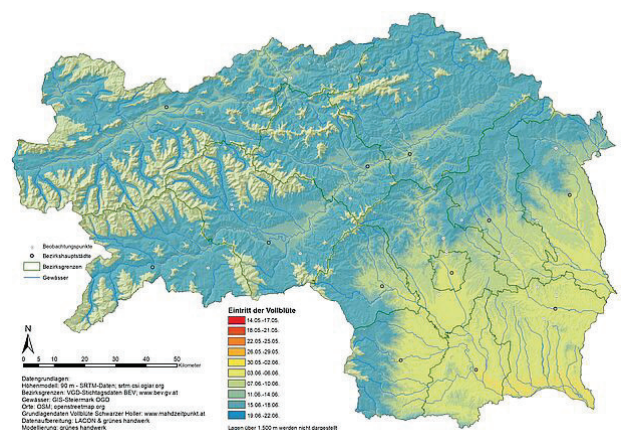 Beobachtungspunkte
Bezirkshauptstädte
Bezirksgrenzen
Gewässer
N
0 5 10 20 30 40 50
Kilometer
Datengrundlagen:
Höhenmodell: 90 m - SRTM-Daten; srtm.csi.cgiar.org
Bezirksgrenzen: VGD-Stichtagsdaten BEV; www.bev.gv.at
Gewässer: GIS-Steiermark OGD
Orte: OSM; openstreetmap.org
Grundlagendaten Vollblüte Schwarzer Holler: www.mahdzeitpunkt.at
Datenaufbereitung: LACON & grünes handwerk
Modellierung: grünes handwerk
Eintritt der Vollblüte
14.05.-17.05.
18.05.-21.05.
22.05.-25.05.
26.05.-29.05.
30.05.-02.06.
03.06.-06.06.
07.06.-10.06.
11.06.-14.06.
15.06.-18.06.
19.06.-22.06.
Lagen über 1.500 m werden nicht dargestellt